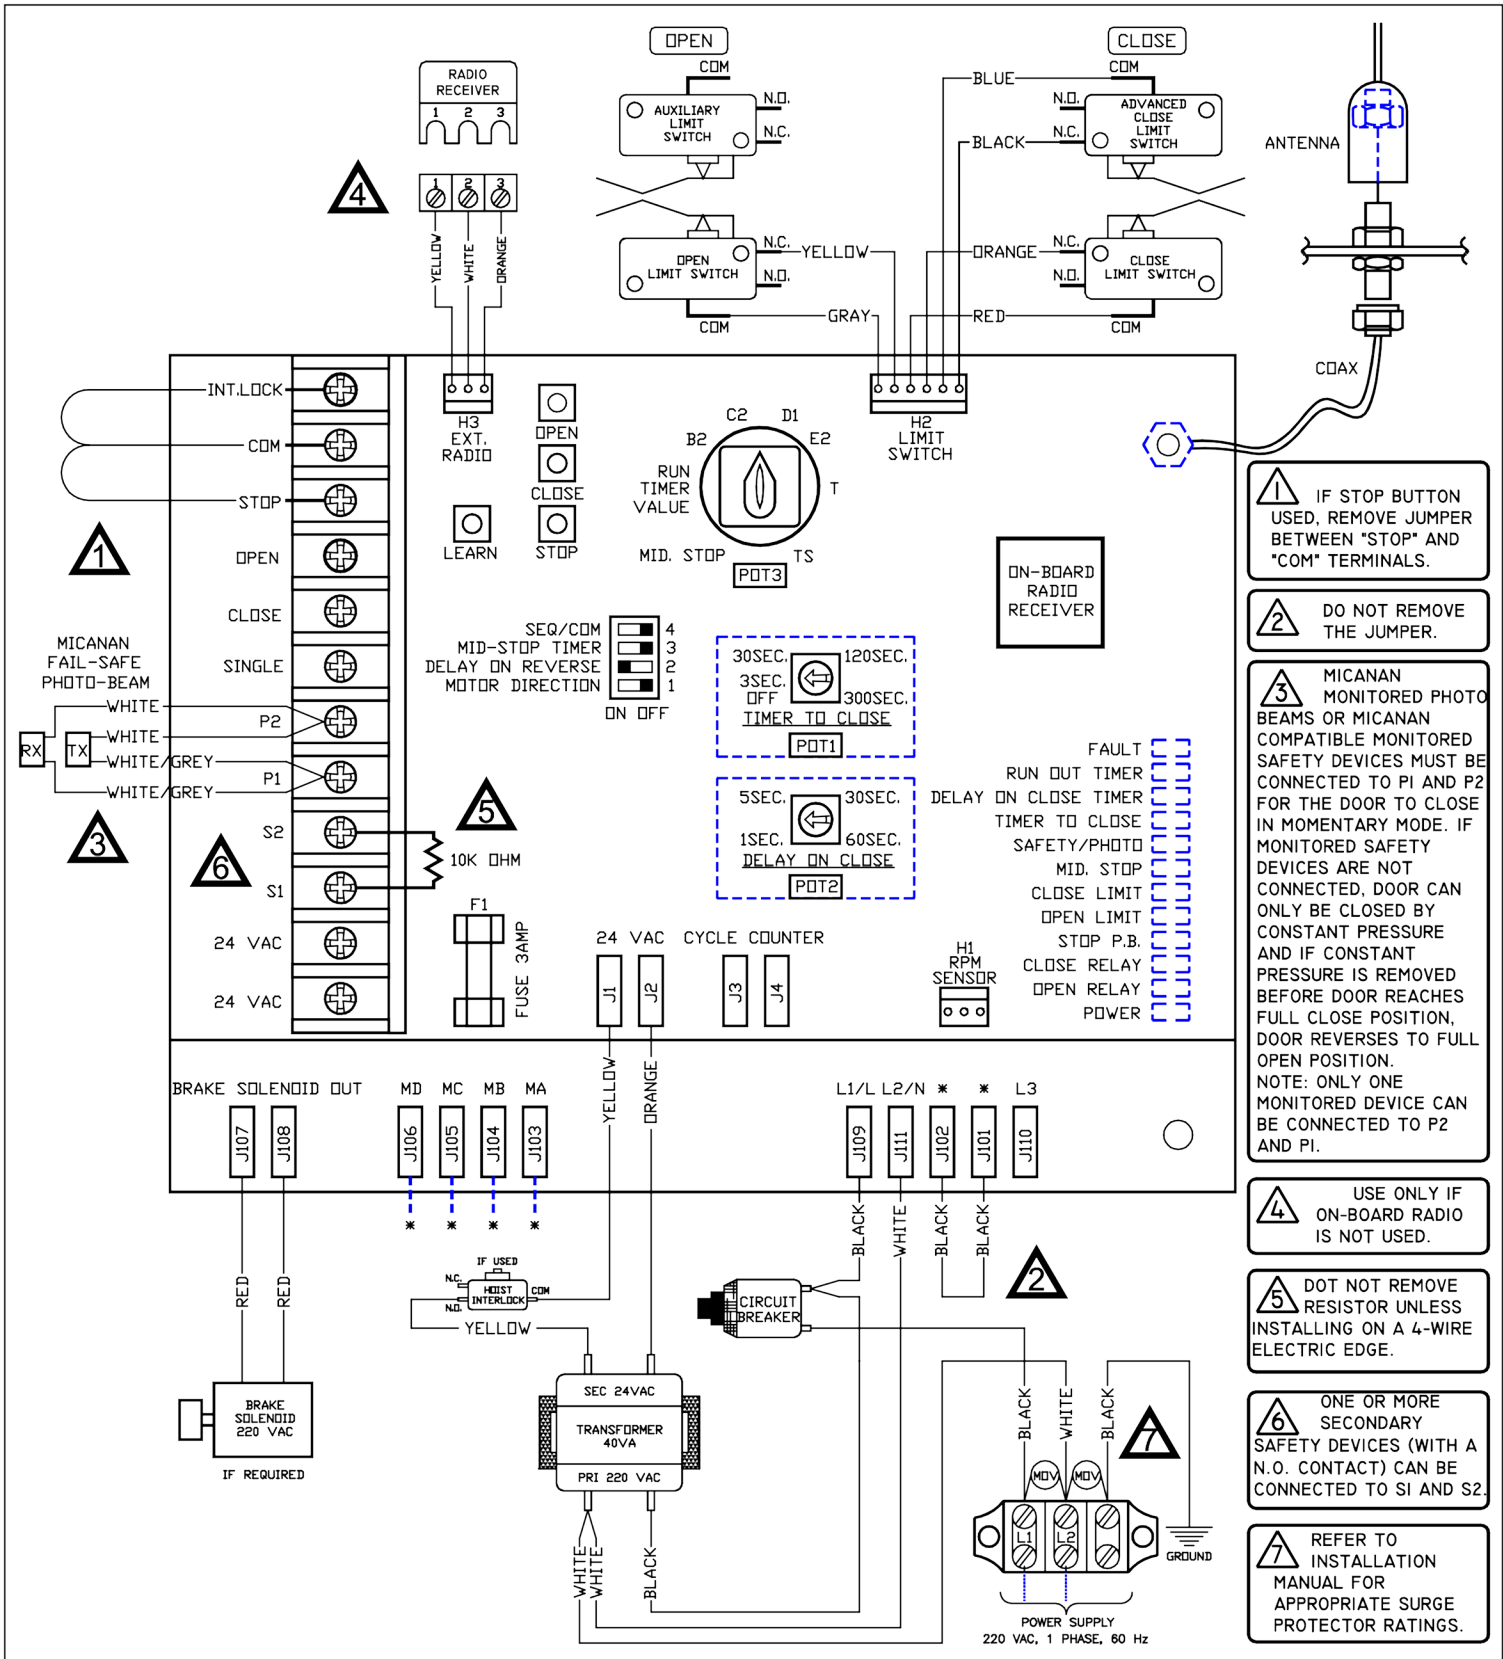 OPEN
CLOSE
COM
COM
RADIO
RECEIVER
1 2 3
AUXILIARY
LIMIT
SWITCH
N.O.
N.C.
BLUE
BLACK
N.O.
N.C.
ADVANCED
CLOSE
LIMIT
SWITCH
ANTENNA
4
1 2 3
YELLOW
WHITE
ORANGE
OPEN
LIMIT SWITCH
N.C.
N.O.
YELLOW
ORANGE
N.C.
N.O.
CLOSE
LIMIT SWITCH
COM
GRAY
RED
COM
COAX
INT.LOCK
COM
STOP
OPEN
CLOSE
SINGLE
P2
P1
S2
S1
24 VAC
24 VAC
1
MICANAN
FAIL-SAFE
PHOTO-BEAM
WHITE
WHITE
WHITE/GREY
WHITE/GREY
RX
TX
3
6
5
10K OHM
H3
EXT.
RADIO
OPEN
CLOSE
STOP
LEARN
H2
LIMIT
SWITCH
RUN
TIMER
VALUE
B2
C2
D1
E2
T
TS
MID. STOP
POT3
ON-BOARD
RADIO
RECEIVER
SEQ/COM 4
MID-STOP TIMER 3
DELAY ON REVERSE 2
MOTOR DIRECTION 1
ON OFF
30SEC. 120SEC.
3SEC.
OFF 300SEC.
TIMER TO CLOSE
POT1
5SEC. 30SEC.
1SEC. 60SEC.
DELAY ON CLOSE
POT2
FAULT
RUN OUT TIMER
DELAY ON CLOSE TIMER
TIMER TO CLOSE
SAFETY/PHOTO
MID. STOP
CLOSE LIMIT
OPEN LIMIT
STOP P.B.
CLOSE RELAY
OPEN RELAY
POWER
F1
FUSE 3AMP
24 VAC
CYCLE COUNTER
J1
J2
J3
J4
H1
RPM
SENSOR
BRAKE SOLENOID OUT
J107
J108
MD MC MB MA
J106
J105
J104
J103
* * * *
YELLOW
ORANGE
L1/L L2/N * * L3
J109
J111
J102
J101
J110
BLACK
WHITE
BLACK
BLACK
2
RED
RED
IF USED
N.C.
N.O.
HOIST
INTERLOCK
COM
YELLOW
CIRCUIT
BREAKER
BRAKE
SOLENOID
220 VAC
IF REQUIRED
SEC 24VAC
TRANSFORMER
40VA
PRI 220 VAC
WHITE
WHITE
BLACK
BLACK
WHITE
BLACK
7
MOV
MOV
L1
L2
GROUND
POWER SUPPLY
220 VAC, 1 PHASE, 60 Hz
1 IF STOP BUTTON
USED, REMOVE JUMPER
BETWEEN "STOP" AND
"COM" TERMINALS.
2 DO NOT REMOVE
THE JUMPER.
3 MICANAN
MONITORED PHOTO
BEAMS OR MICANAN
COMPATIBLE MONITORED
SAFETY DEVICES MUST BE
CONNECTED TO P1 AND P2
FOR THE DOOR TO CLOSE
IN MOMENTARY MODE. IF
MONITORED SAFETY
DEVICES ARE NOT
CONNECTED, DOOR CAN
ONLY BE CLOSED BY
CONSTANT PRESSURE
AND IF CONSTANT
PRESSURE IS REMOVED
BEFORE DOOR REACHES
FULL CLOSE POSITION,
DOOR REVERSES TO FULL
OPEN POSITION.
NOTE: ONLY ONE
MONITORED DEVICE CAN
BE CONNECTED TO P2
AND P1.
4 USE ONLY IF
ON-BOARD RADIO
IS NOT USED.
5 DOT NOT REMOVE
RESISTOR UNLESS
INSTALLING ON A 4-WIRE
ELECTRIC EDGE.
6 ONE OR MORE
SECONDARY
SAFETY DEVICES (WITH A
N.O. CONTACT) CAN BE
CONNECTED TO S1 AND S2.
7 REFER TO
INSTALLATION
MANUAL FOR
APPROPRIATE SURGE
PROTECTOR RATINGS.